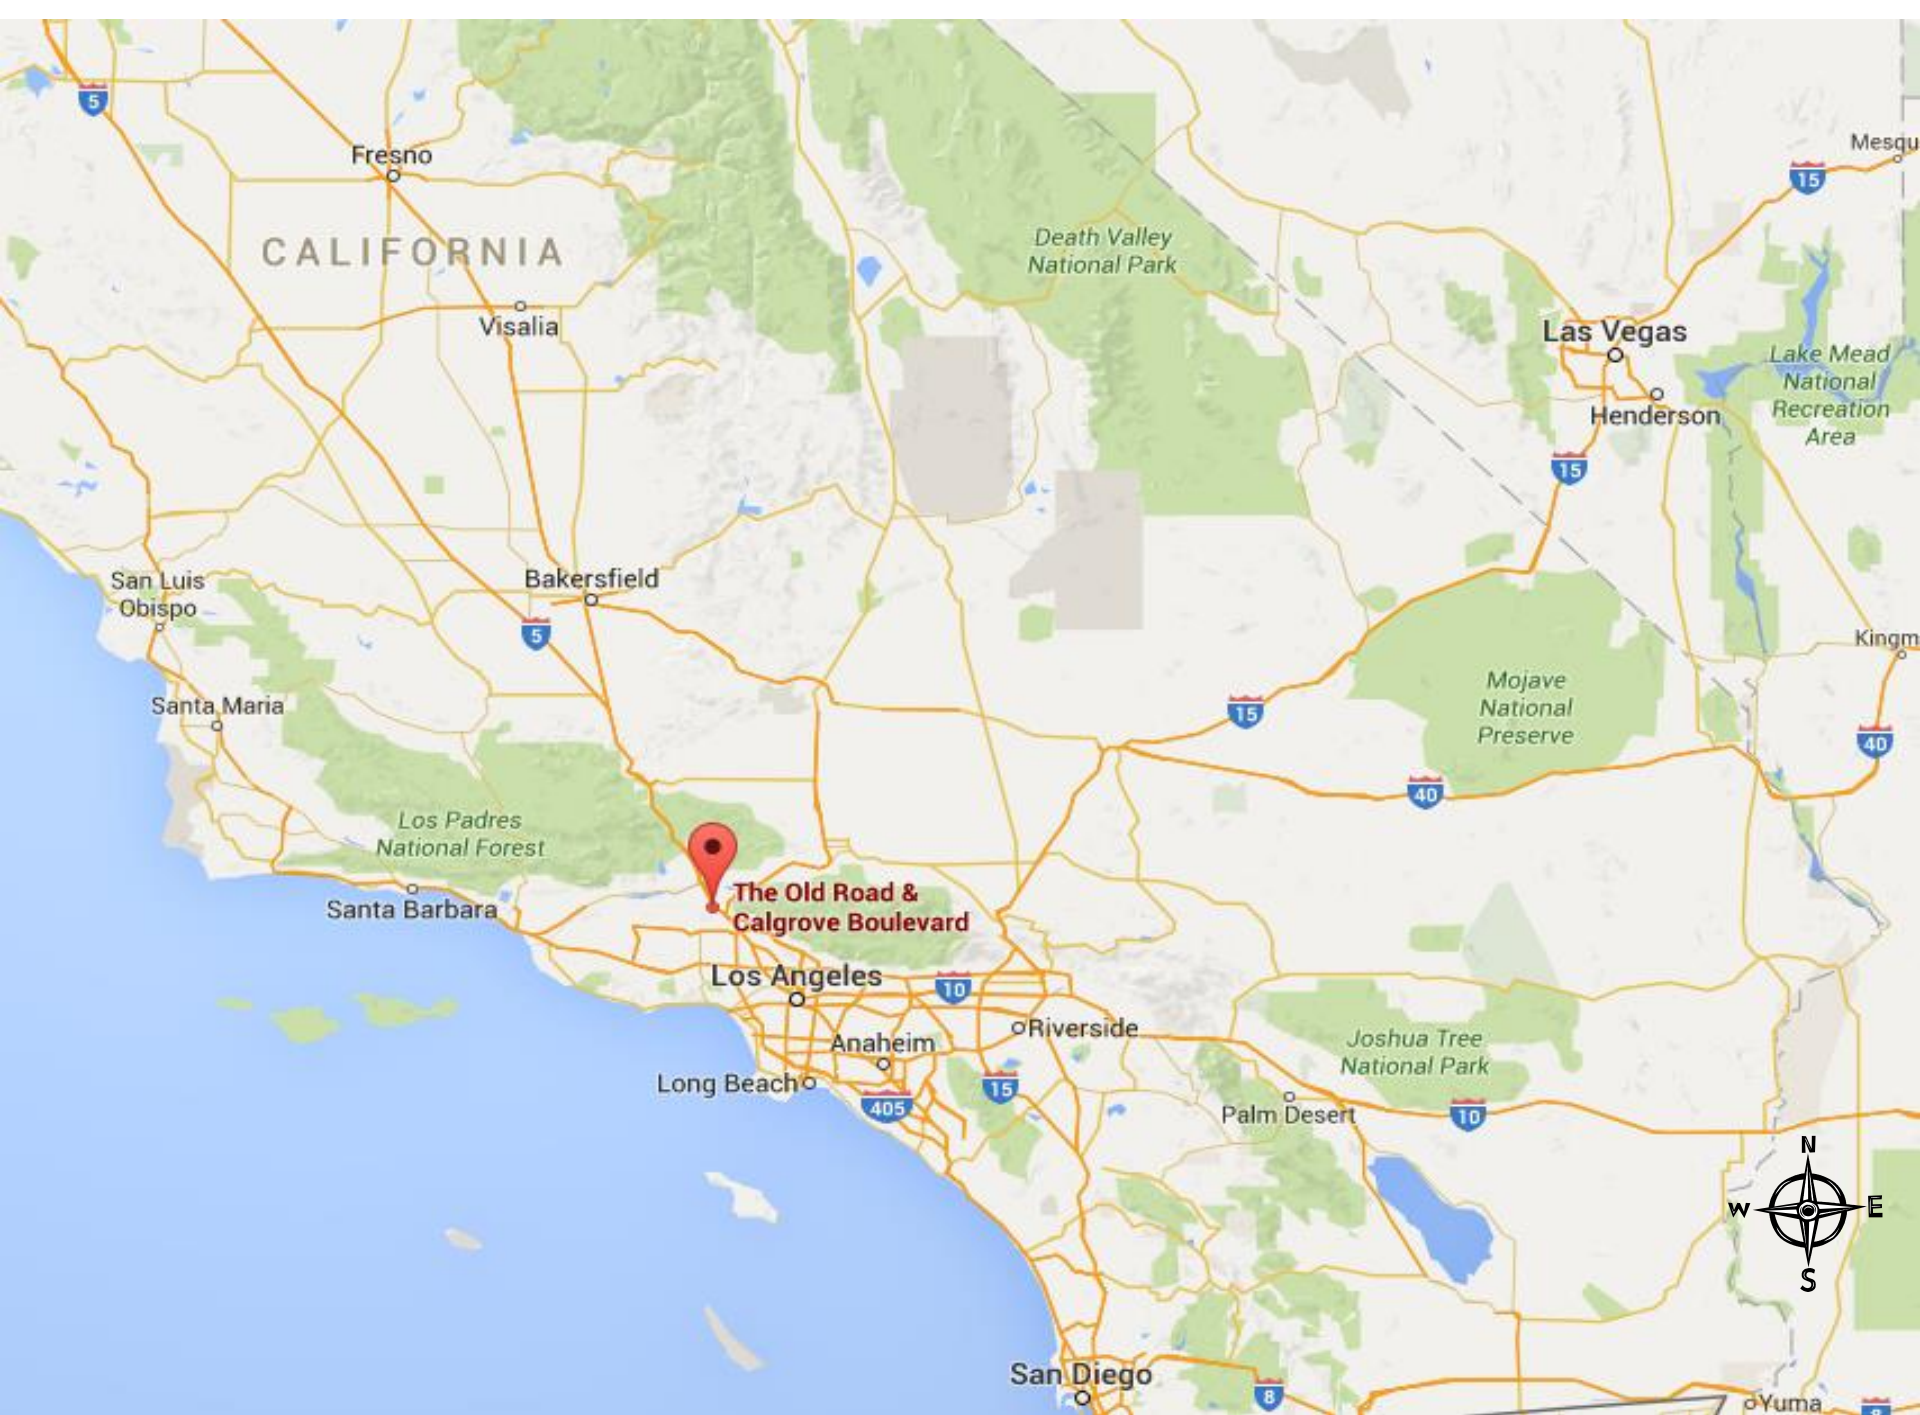 5
Fresno
Mesqu
15
CALIFORNIA
Death Valley
National Park
Visalia
Las Vegas
Lake Mead
National
Recreation
Area
Henderson
15
San Luis
Obispo
Bakersfield
5
Kingm
Santa Maria
15
Mojave
National
Preserve
40
40
Los Padres
National Forest
The Old Road &
Calgrove Boulevard
Santa Barbara
Los Angeles
10
Riverside
Anaheim
Joshua Tree
National Park
Long Beach
405
15
Palm Desert
10
N
W
E
S
San Diego
8
Yuma
8